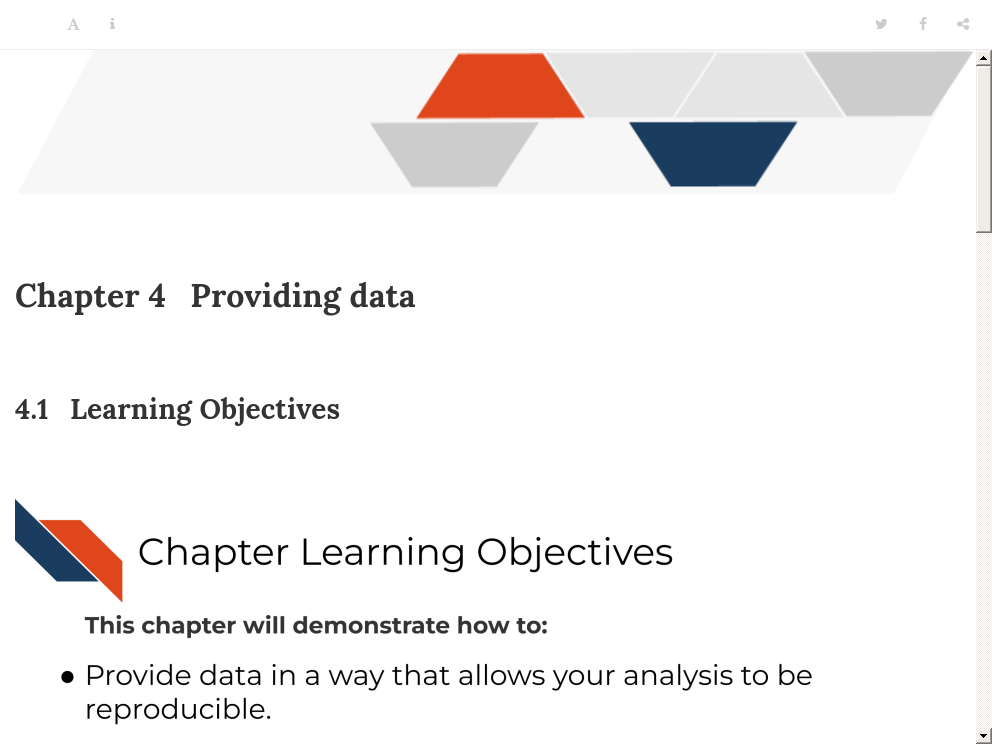 A i
Chapter 4 Providing data
4.1 Learning Objectives
Chapter Learning Objectives
This chapter will demonstrate how to:
● Provide data in a way that allows your analysis to be
reproducible.